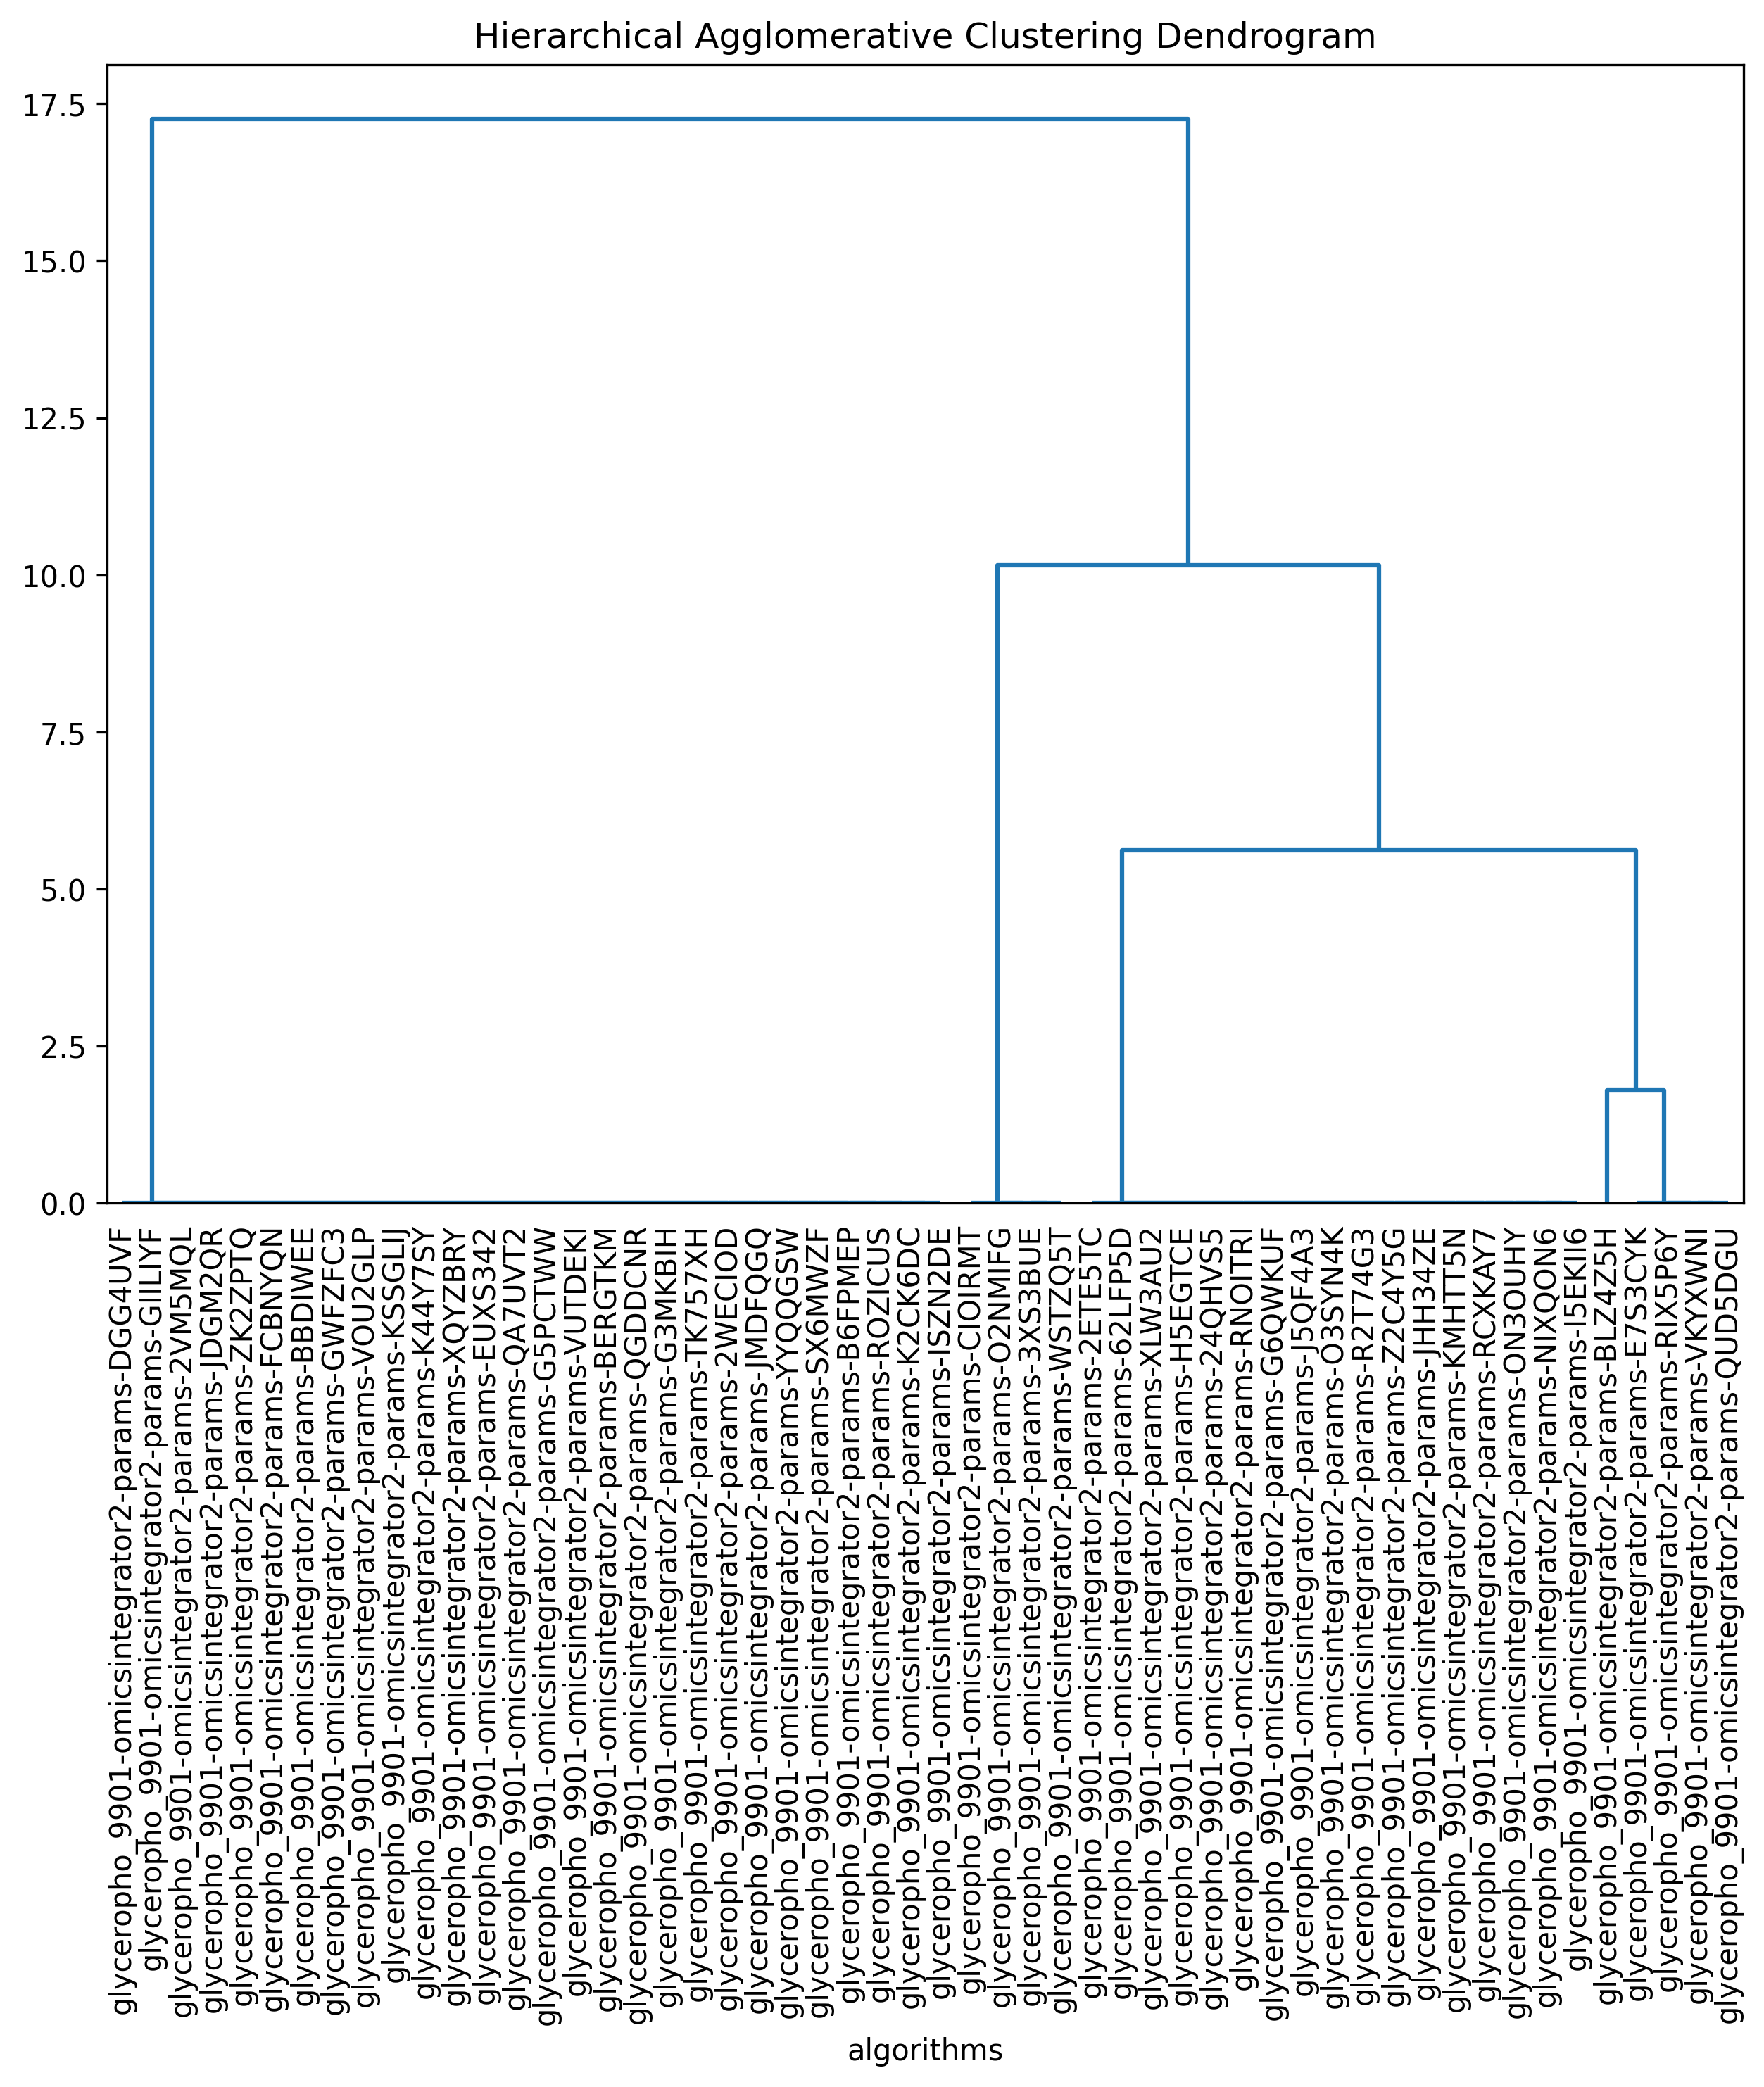 Hierarchical Agglomerative Clustering Dendrogram
17.5
15.0
12.5
10.0
7.5
5.0
2.5
0.0
glyceropho_9901-omicsintegrator2-params-DGG4UVF
glyceropho_9901-omicsintegrator2-params-GIILIYF
glyceropho_9901-omicsintegrator2-params-2VM5MQL
glyceropho_9901-omicsintegrator2-params-JDGM2QR
glyceropho_9901-omicsintegrator2-params-ZK2ZPTQ
glyceropho_9901-omicsintegrator2-params-FCBNYQN
glyceropho_9901-omicsintegrator2-params-BBDIWEE
glyceropho_9901-omicsintegrator2-params-GWFZFC3
glyceropho_9901-omicsintegrator2-params-VOU2GLP
glyceropho_9901-omicsintegrator2-params-KSSGLIJ
glyceropho_9901-omicsintegrator2-params-K44Y7SY
glyceropho_9901-omicsintegrator2-params-XQYZBRY
glyceropho_9901-omicsintegrator2-params-EUXS342
glyceropho_9901-omicsintegrator2-params-QA7UVT2
glyceropho_9901-omicsintegrator2-params-G5PCTWW
glyceropho_9901-omicsintegrator2-params-VUTDEKI
glyceropho_9901-omicsintegrator2-params-BERGTKM
glyceropho_9901-omicsintegrator2-params-QGDDCNR
glyceropho_9901-omicsintegrator2-params-G3MKBIH
glyceropho_9901-omicsintegrator2-params-TK757XH
glyceropho_9901-omicsintegrator2-params-2WECIOD
glyceropho_9901-omicsintegrator2-params-JMDFQGQ
glyceropho_9901-omicsintegrator2-params-YYQQGSW
glyceropho_9901-omicsintegrator2-params-SX6MWZF
glyceropho_9901-omicsintegrator2-params-B6FPMEP
glyceropho_9901-omicsintegrator2-params-ROZICUS
glyceropho_9901-omicsintegrator2-params-K2CK6DC
glyceropho_9901-omicsintegrator2-params-ISZN2DE
glyceropho_9901-omicsintegrator2-params-CIOIRMT
glyceropho_9901-omicsintegrator2-params-O2NMIFG
glyceropho_9901-omicsintegrator2-params-3XS3BUE
glyceropho_9901-omicsintegrator2-params-WSTZQ5T
glyceropho_9901-omicsintegrator2-params-2ETE5TC
glyceropho_9901-omicsintegrator2-params-62LFP5D
glyceropho_9901-omicsintegrator2-params-XLW3AU2
glyceropho_9901-omicsintegrator2-params-H5EGTCE
glyceropho_9901-omicsintegrator2-params-24QHVS5
glyceropho_9901-omicsintegrator2-params-RNOITRI
glyceropho_9901-omicsintegrator2-params-G6QWKUF
glyceropho_9901-omicsintegrator2-params-J5QF4A3
glyceropho_9901-omicsintegrator2-params-O3SYN4K
glyceropho_9901-omicsintegrator2-params-R2T74G3
glyceropho_9901-omicsintegrator2-params-Z2C4Y5G
glyceropho_9901-omicsintegrator2-params-JHH34ZE
glyceropho_9901-omicsintegrator2-params-KMHTT5N
glyceropho_9901-omicsintegrator2-params-RCXKAY7
glyceropho_9901-omicsintegrator2-params-ON3OUHY
glyceropho_9901-omicsintegrator2-params-NIXQON6
glyceropho_9901-omicsintegrator2-params-I5EKII6
glyceropho_9901-omicsintegrator2-params-BLZ4Z5H
glyceropho_9901-omicsintegrator2-params-E7S3CYK
glyceropho_9901-omicsintegrator2-params-RIX5P6Y
glyceropho_9901-omicsintegrator2-params-VKYXWNI
glyceropho_9901-omicsintegrator2-params-QUD5DGU
algorithms